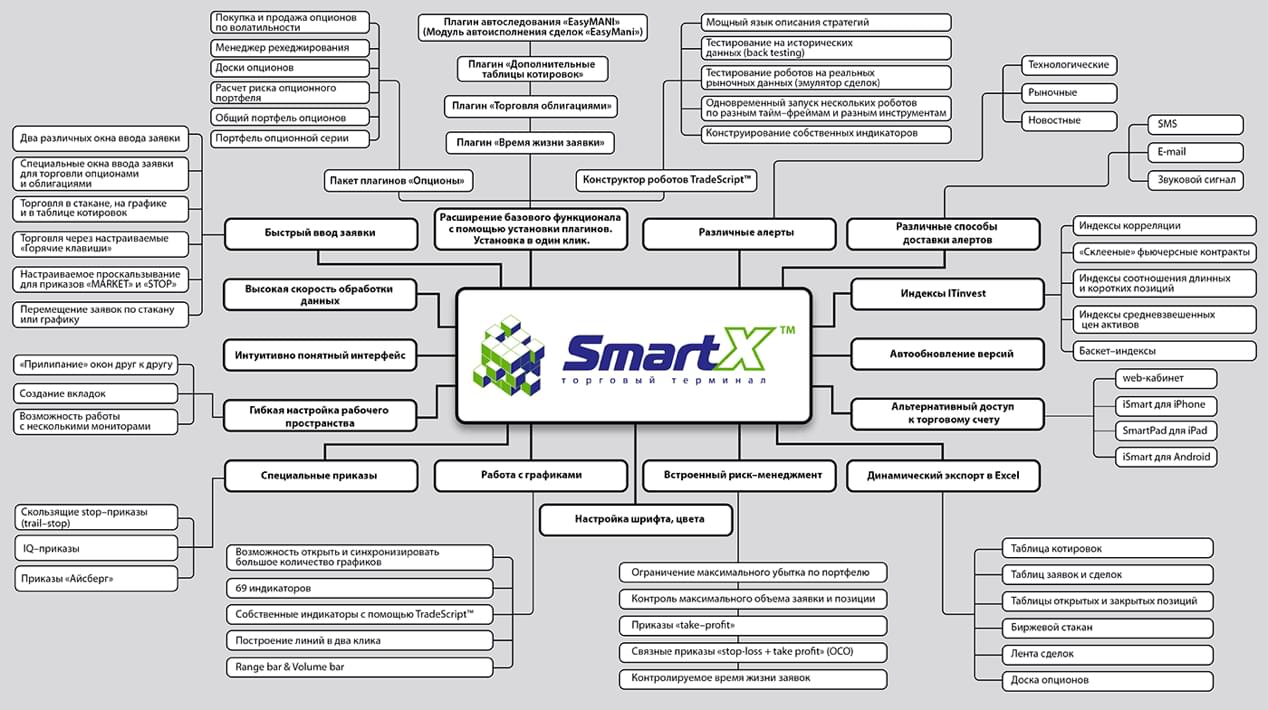 Покупка и продажа опционов
по волатильности
Менеджер рехеджирования
Доски опционов
Расчет риска опционного
портфеля
Общий портфель опционов
Портфель опционной серии
Плагин автоследования «EasyMANI»
(Модуль автоисполнения сделок «EasyMani»)
Плагин «Дополнительные
таблицы котировок»
Плагин «Торговля облигациями»
Плагин «Время жизни заявки»
Мощный язык описания стратегий
Тестирование на исторических
данных (back testing)
Тестирование роботов на реальных
рыночных данных (эмулятор сделок)
Одновременный запуск нескольких роботов
по разным тайм–фреймам и разным инструментам
Конструирование собственных индикаторов
Технологические
Рыночные
Новостные
SMS
E-mail
Звуковой сигнал
Пакет плагинов «Опционы»
Конструктор роботов TradeScript™
Два различных окна ввода заявки
Специальные окна ввода заявки
для торговли опционами
и облигациями
Торговля в стакане, на графике
и в таблице котировок
Торговля через настраиваемые
«Горячие клавиши»
Настраиваемое проскальзывание
для приказов «MARKET» и «STOP»
Перемещение заявок по стакану
или графику
Быстрый ввод заявки
Расширение базового функционала
с помощью установки плагинов.
Установка в один клик.
Различные алерты
Различные способы
доставки алертов
Высокая скорость обработки
данных
Индексы ITinvest
Индексы корреляции
«Склееные» фьючерсные контракты
Индексы соотношения длинных
и коротких позиций
Индексы средневзвешенных
цен активов
Баскет–индексы
SmartX™
торговый терминал
Интуитивно понятный интерфейс
Автообновление версий
«Прилипание» окон друг к другу
Создание вкладок
Возможность работы
с несколькими мониторами
Гибкая настройка рабочего
пространства
Альтернативный доступ
к торговому счету
web-кабинет
iSmart для iPhone
SmartPad для iPad
iSmart для Android
Специальные приказы
Работа с графиками
Встроенный риск–менеджмент
Динамический экспорт в Excel
Настройка шрифта, цвета
Скользящие stop–приказы
(trail–stop)
IQ–приказы
Приказы «Айсберг»
Возможность открыть и синхронизировать
большое количество графиков
69 индикаторов
Собственные индикаторы с помощью TradeScript™
Построение линий в два клика
Range bar & Volume bar
Ограничение максимального убытка по портфелю
Контроль максимального объема заявки и позиции
Приказы «take–profit»
Связные приказы «stop-loss + take profit» (ОСО)
Контролируемое время жизни заявок
Таблица котировок
Таблиц заявок и сделок
Таблицы открытых и закрытых позиций
Биржевой стакан
Лента сделок
Доска опционов